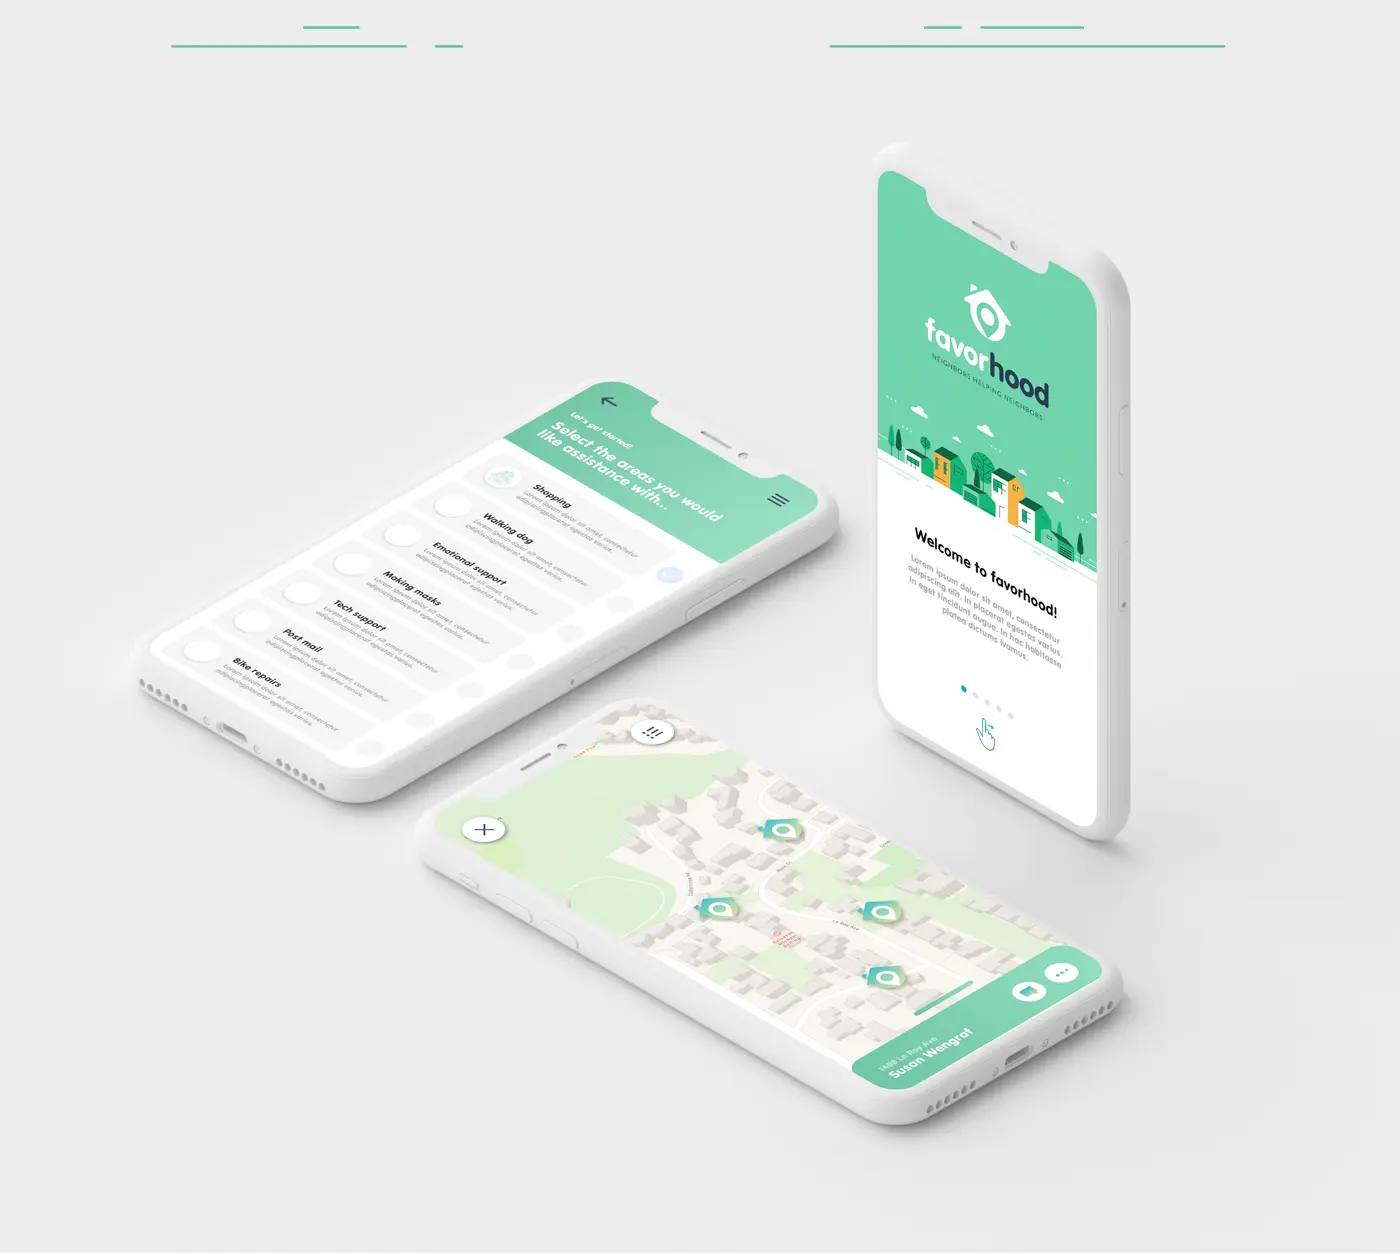 favorhood
NEIGHBORS HELPING NEIGHBORS
Welcome to favorhood!
Lorem ipsum dolor sit amet, consectetur
adipiscing elit. In placerat egestas varius.
In eget tincidunt augue. In hac habitasse
platea dictums ivamus.
Let's get started!
Select the areas you would
like assistance with...
Shopping
Lorem ipsum dolor sit amet, consectetur
adipiscingplacerat egestas varius.
Walking dog
Lorem ipsum dolor sit amet, consectetur
adipiscingplacerat egestas varius.
Emotional support
Lorem ipsum dolor sit amet, consectetur
adipiscingplacerat egestas varius.
Making masks
Lorem ipsum dolor sit amet, consectetur
adipiscingplacerat egestas varius.
Tech support
Lorem ipsum dolor sit amet, consectetur
adipiscingplacerat egestas varius.
Post mail
Lorem ipsum dolor sit amet, consectetur
adipiscingplacerat egestas varius.
Bike repairs
Lorem ipsum dolor sit amet, consectetur
adipiscingplacerat egestas varius.
Le Roy Ave
1499 Le Roy Ave
Susan Wengrat